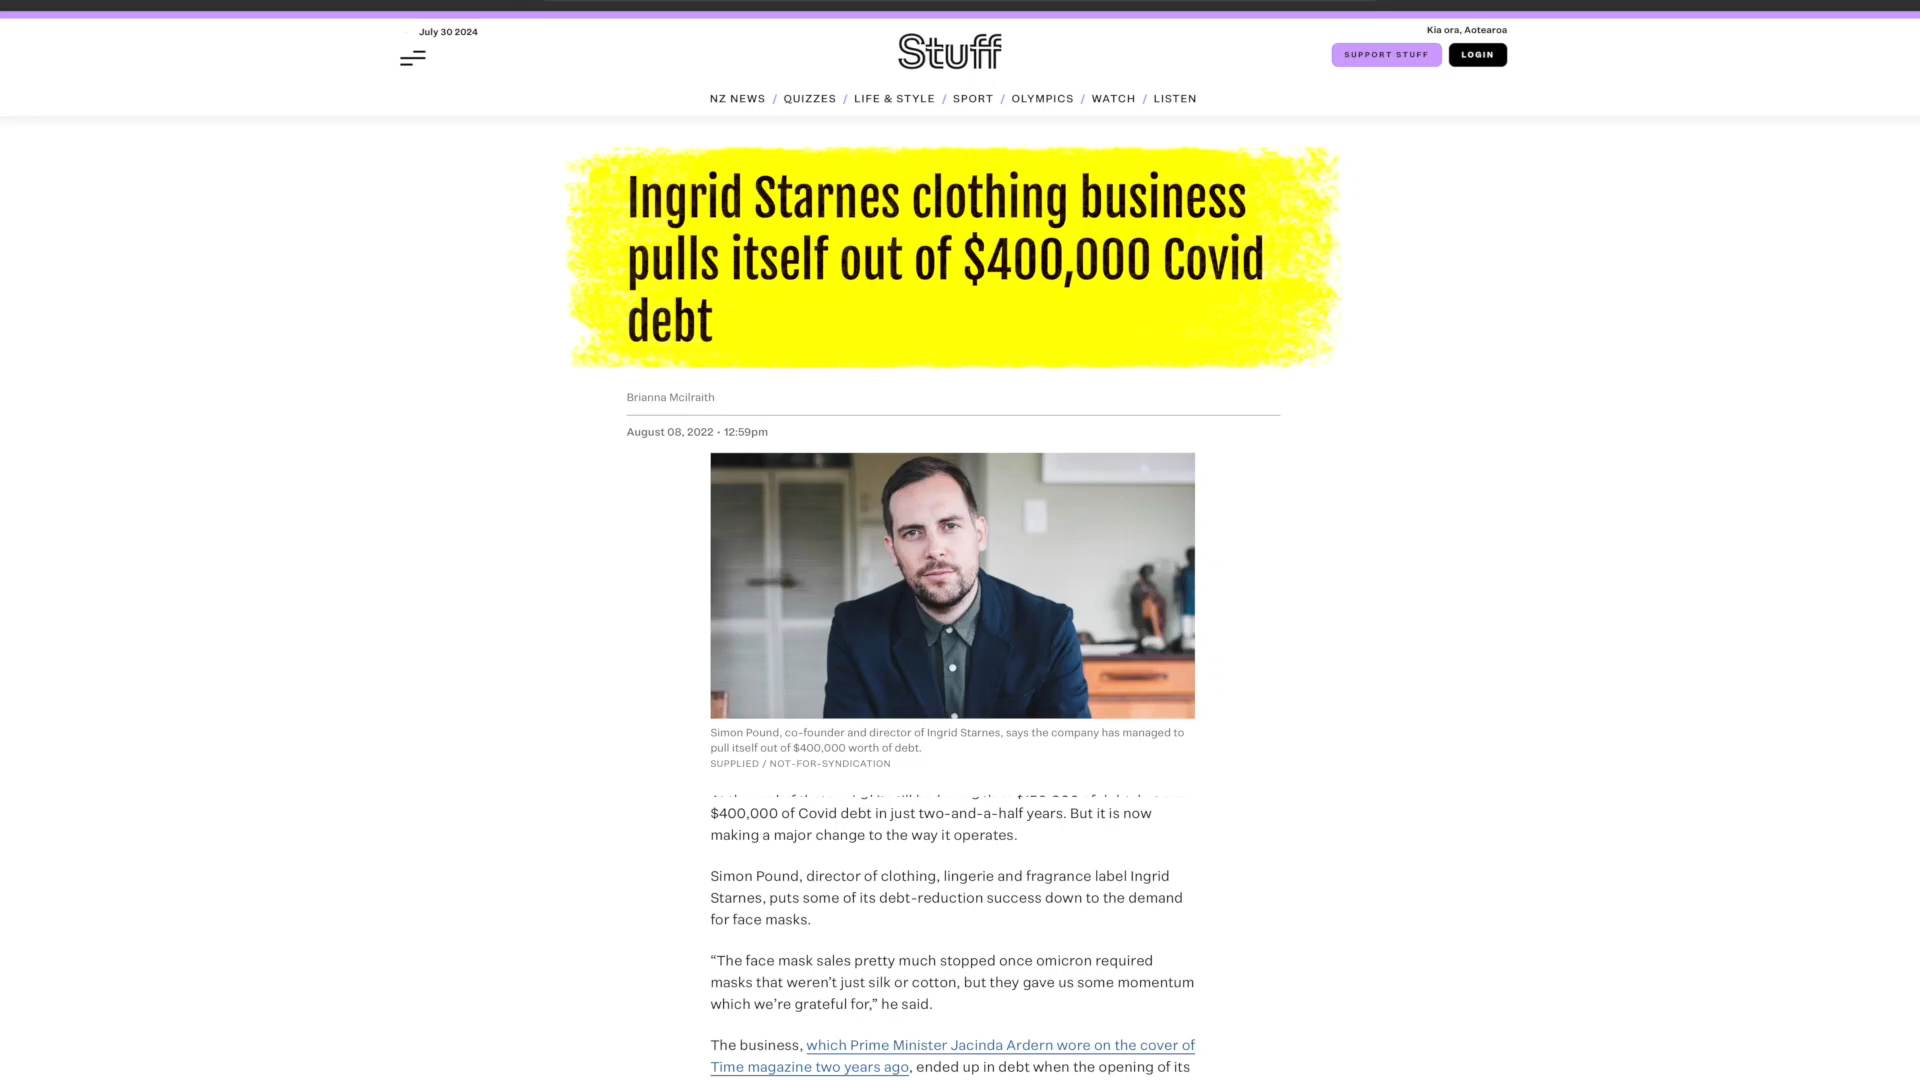 July 30 2024
Stuff
Kia ora, Aotearoa
SUPPORT STUFF
LOGIN
NZ NEWS / QUIZZES / LIFE & STYLE / SPORT / OLYMPICS / WATCH / LISTEN
Ingrid Starnes clothing business
pulls itself out of $400,000 Covid
debt
Brianna Mcilraith
August 08, 2022 • 12:59pm
Simon Pound, co-founder and director of Ingrid Starnes, says the company has managed to
pull itself out of $400,000 worth of debt.
SUPPLIED / NOT-FOR-SYNDICATION
$400,000 of Covid debt in just two-and-a-half years. But it is now
making a major change to the way it operates.
Simon Pound, director of clothing, lingerie and fragrance label Ingrid
Starnes, puts some of its debt-reduction success down to the demand
for face masks.
“The face mask sales pretty much stopped once omicron required
masks that weren’t just silk or cotton, but they gave us some momentum
which we’re grateful for,” he said.
The business, which Prime Minister Jacinda Ardern wore on the cover of
Time magazine two years ago, ended up in debt when the opening of its